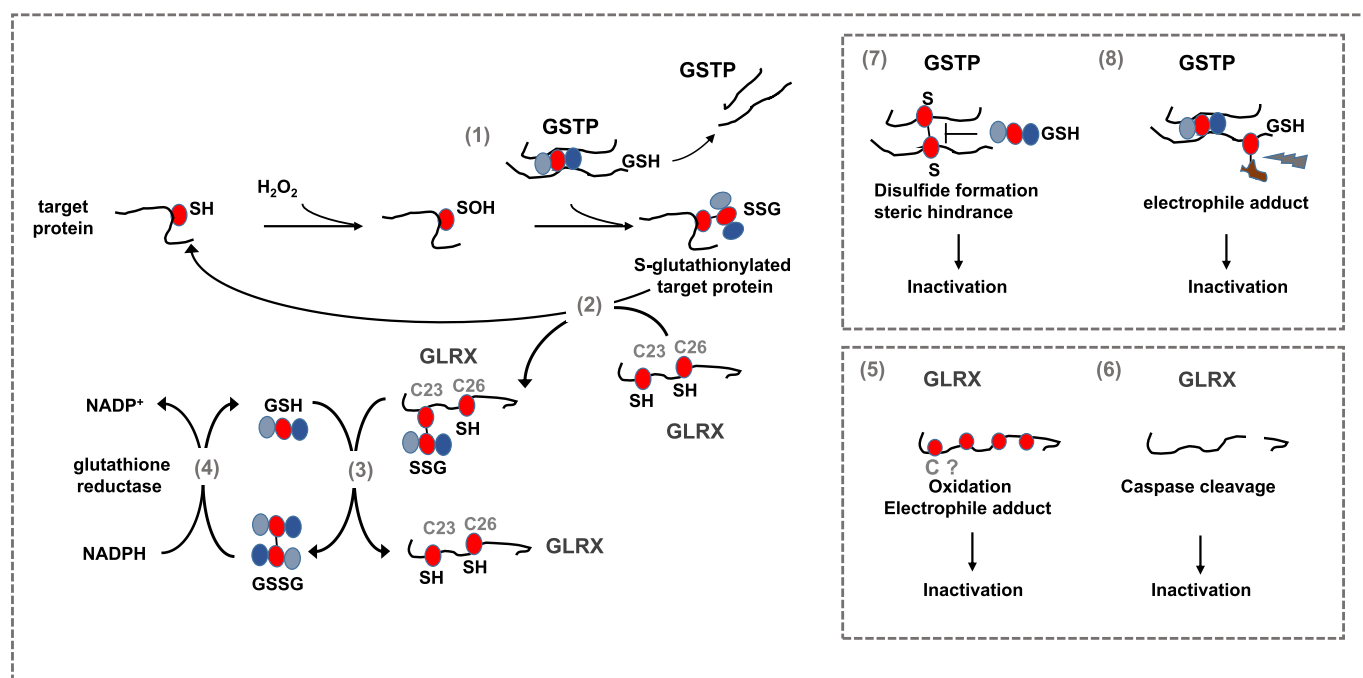 GSTP
(1)
GSTP
GSH
H2O2
target
protein
SH
SOH
SSG
S-glutathionylated
target protein
(2)
C23 C26
SH SH
GLRX
GLRX
C23 C26
SH
SSG
NADP+
GSH
glutathione
reductase
(4)
(3)
NADPH
GSSG
C23 C26
SH SH
GLRX
(7)
GSTP
S
GSH
S
Disulfide formation
steric hindrance
Inactivation
(8)
GSTP
GSH
electrophile adduct
Inactivation
(5)
GLRX
C ?
Oxidation
Electrophile adduct
Inactivation
(6)
GLRX
Caspase cleavage
Inactivation